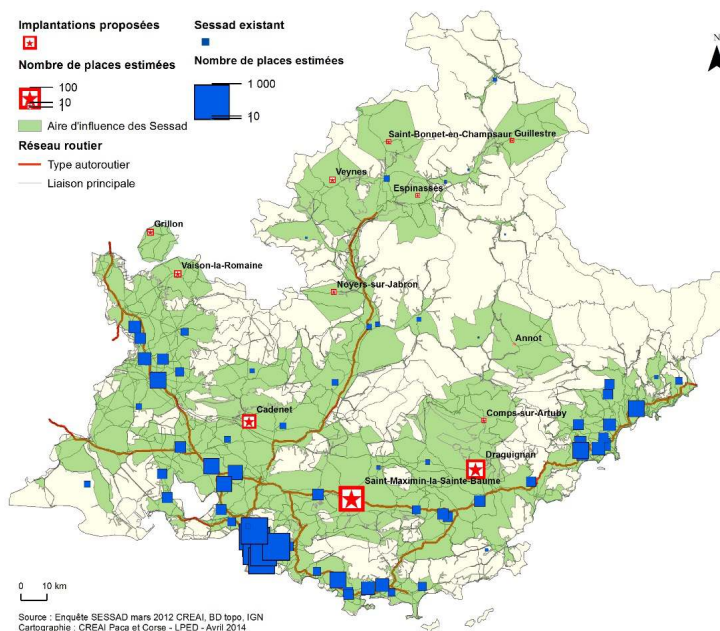 Implantations proposées
Sessad existant
Nombre de places estimées
Nombre de places estimées
100
10
1
1 000
10
1
Aire d'influence des Sessad
Réseau routier
Type autoroutier
Liaison principale
N
Saint-Bonnet-en-Champsaur
Guillestre
Veynes
Espinasses
Grillon
Vaison-la-Romaine
Noyers-sur-Jabron
Annot
Cadenet
Comps-sur-Artuby
Draguignan
Saint-Maximin-la-Sainte-Baume
0 10 km
Source : Enquête SESSAD mars 2012 CREAI, BD topo, IGN
Cartographie : CREAI Paca et Corse - LPED - Avril 2014